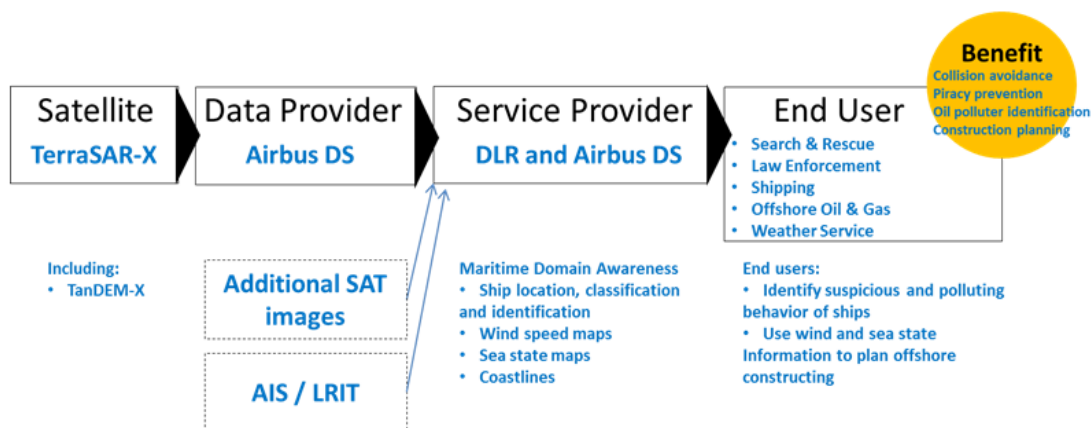 Satellite
TerraSAR-X
Data Provider
Airbus DS
Service Provider
DLR and Airbus DS
End User
• Search & Rescue
• Law Enforcement
• Shipping
• Offshore Oil & Gas
• Weather Service
Benefit
Collision avoidance
Piracy prevention
Oil polluter identification
Construction planning
Including:
• TanDEM-X
Additional SAT
images
AIS / LRIT
Maritime Domain Awareness
• Ship location, classification
and identification
• Wind speed maps
• Sea state maps
• Coastlines
End users:
• Identify suspicious and polluting
behavior of ships
• Use wind and sea state
Information to plan offshore
constructing